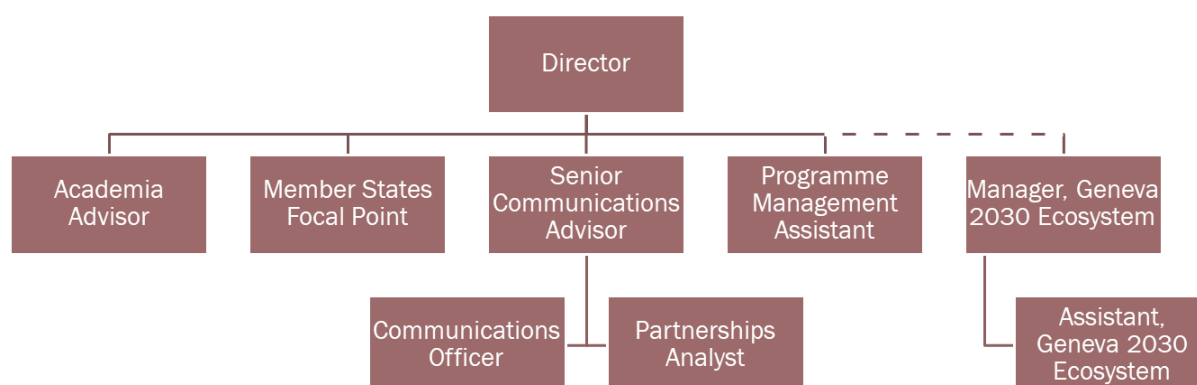 Director
Academia
Advisor
Member States
Focal Point
Senior
Communications
Advisor
Programme
Management
Assistant
Manager, Geneva
2030 Ecosystem
Communications
Officer
Partnerships
Analyst
Assistant,
Geneva 2030
Ecosystem